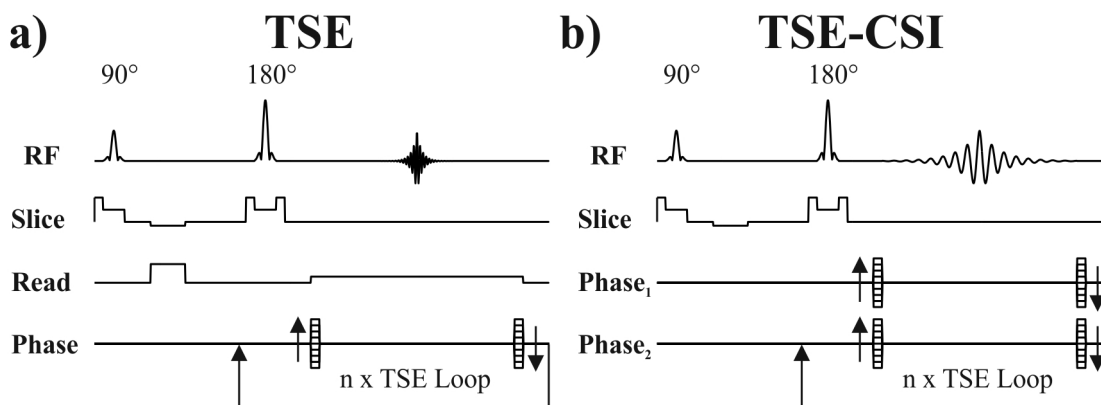 a) TSE
90° 180°
RF
Slice
Read
Phase
n x TSE Loop
b) TSE-CSI
90° 180°
RF
Slice
Phase₁
Phase₂
n x TSE Loop